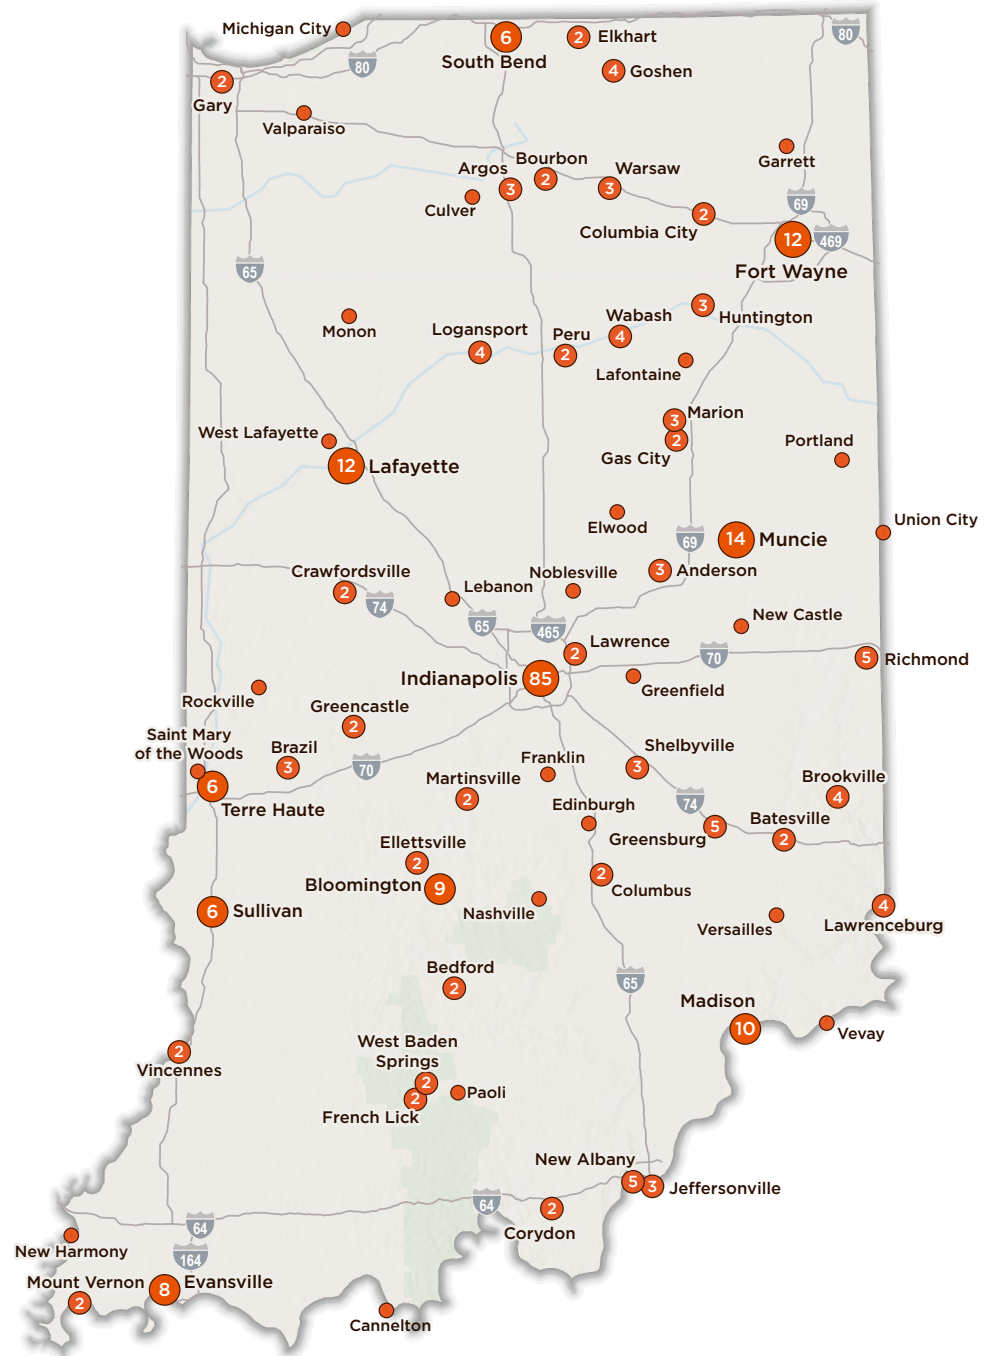 Michigan City
6
South Bend
2
Elkhart
80
80
4
Goshen
2
Gary
Valparaiso
Garrett
Bourbon
Argos
2
3
Warsaw
3
Culver
69
2
Columbia City
12
469
Fort Wayne
65
3
Huntington
Monon
Logansport
4
Peru
2
Wabash
4
Lafontaine
3
Marion
2
Gas City
West Lafayette
12
Lafayette
Portland
Elwood
Union City
69
14
Muncie
Crawfordsville
2
74
Lebanon
Noblesville
3
Anderson
65
465
New Castle
2
Lawrence
70
5
Richmond
Indianapolis
85
Greenfield
Rockville
Greencastle
2
Saint Mary
of the Woods
Brazil
3
70
6
Terre Haute
Martinsville
2
Franklin
Shelbyville
3
Edinburgh
74
Brookville
4
Greensburg
5
Batesville
2
Ellettsville
2
Bloomington
9
2
Columbus
6
Sullivan
Nashville
Versailles
4
Lawrenceburg
Bedford
2
65
Madison
10
Vevay
2
Vincennes
West Baden
Springs
2
2
French Lick
Paoli
New Albany
5
3
Jeffersonville
64
2
Corydon
64
New Harmony
164
Mount Vernon
2
8
Evansville
Cannelton